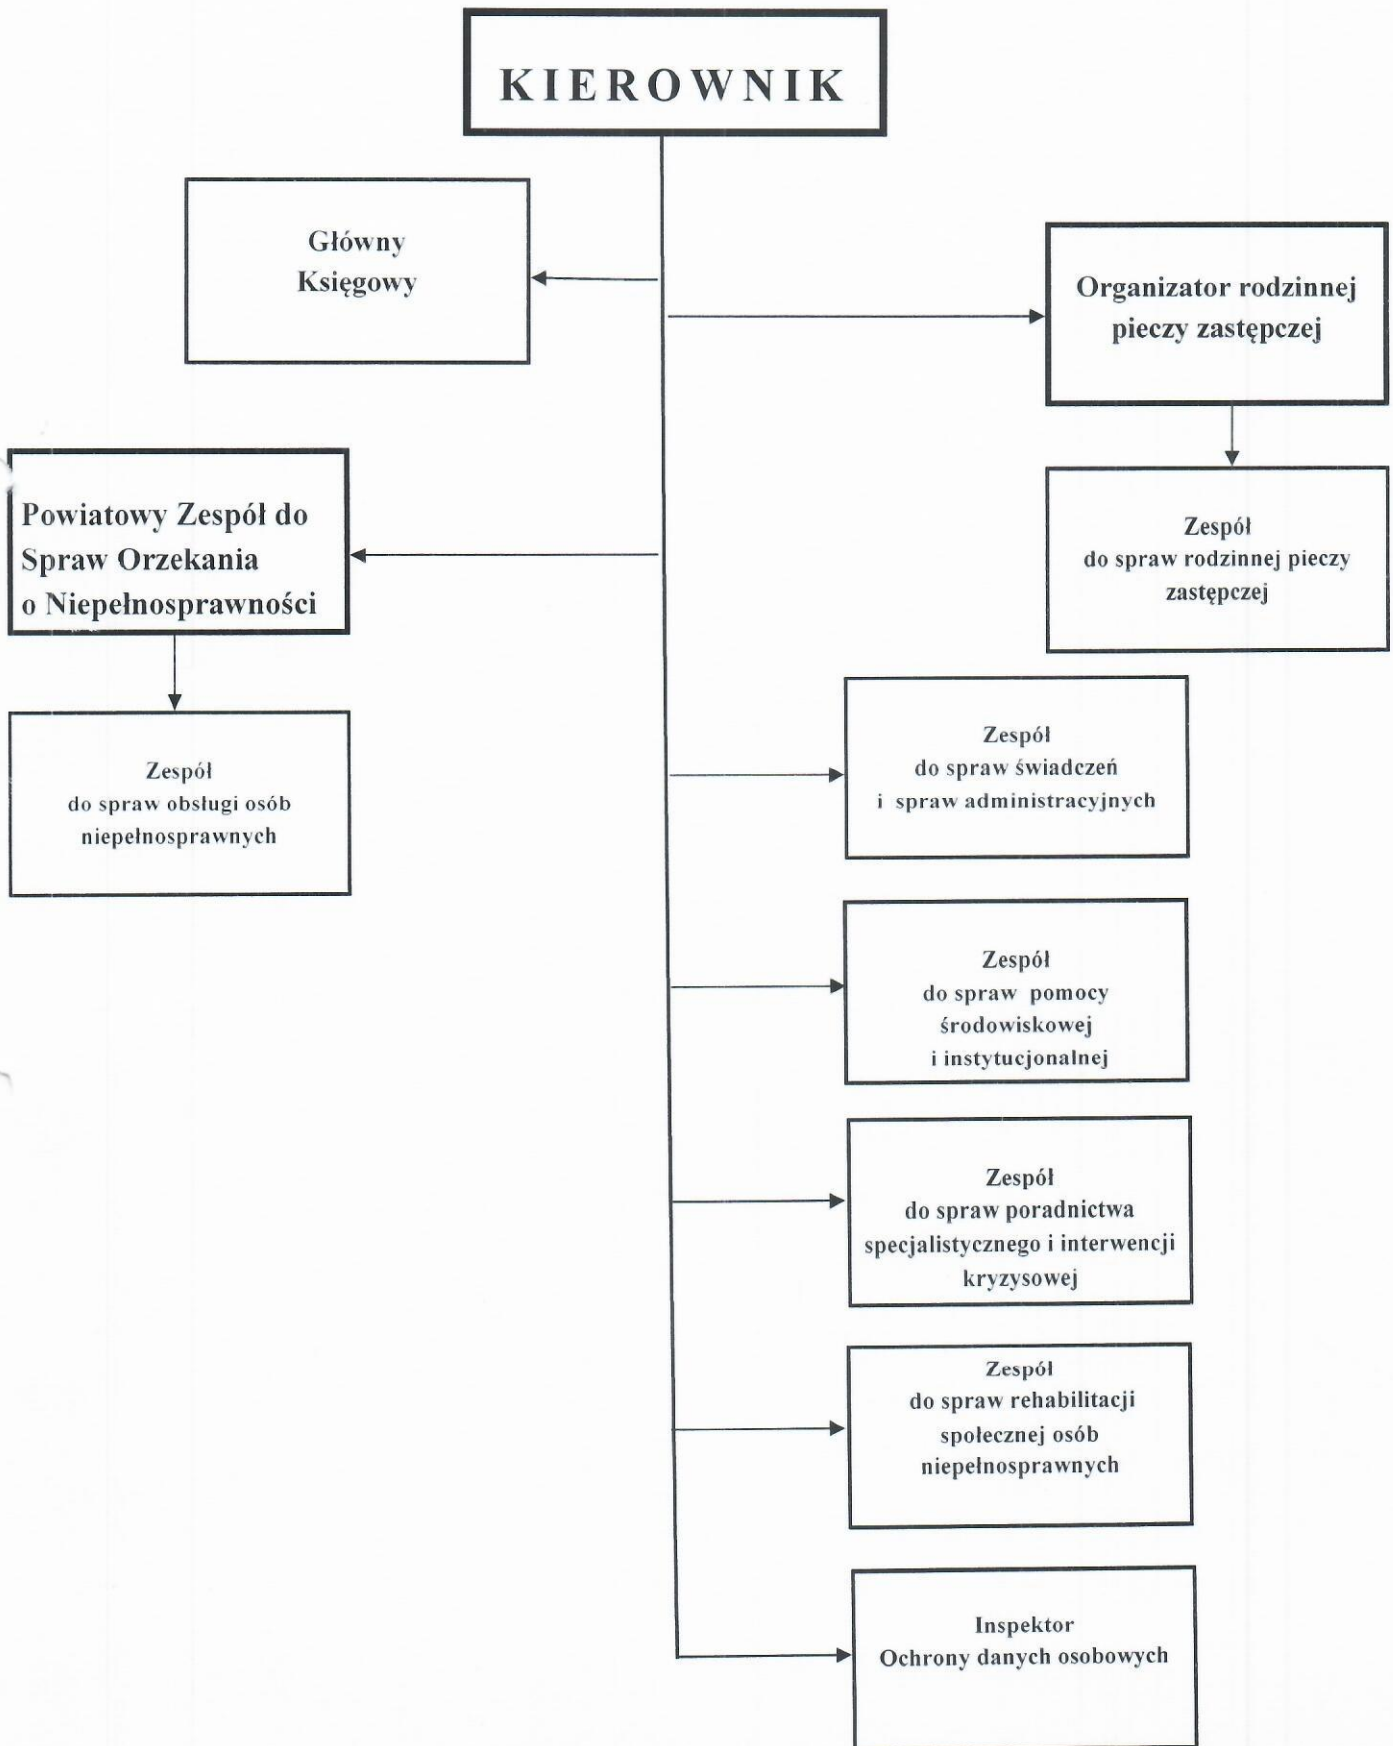 KIEROWNIK
Główny
Księgowy
Organizator rodzinnej
pieczy zastępczej
Powiatowy Zespół do
Spraw Orzekania
o Niepełnosprawności
Zespół
do spraw rodzinnej pieczy
zastępczej
Zespół
do spraw obsługi osób
niepełnosprawnych
Zespół
do spraw świadczeń
i spraw administracyjnych
Zespół
do spraw pomocy
środowiskowej
i instytucjonalnej
Zespół
do spraw poradnictwa
specjalistycznego i interwencji
kryzysowej
Zespół
do spraw rehabilitacji
społecznej osób
niepełnosprawnych
Inspektor
Ochrony danych osobowych